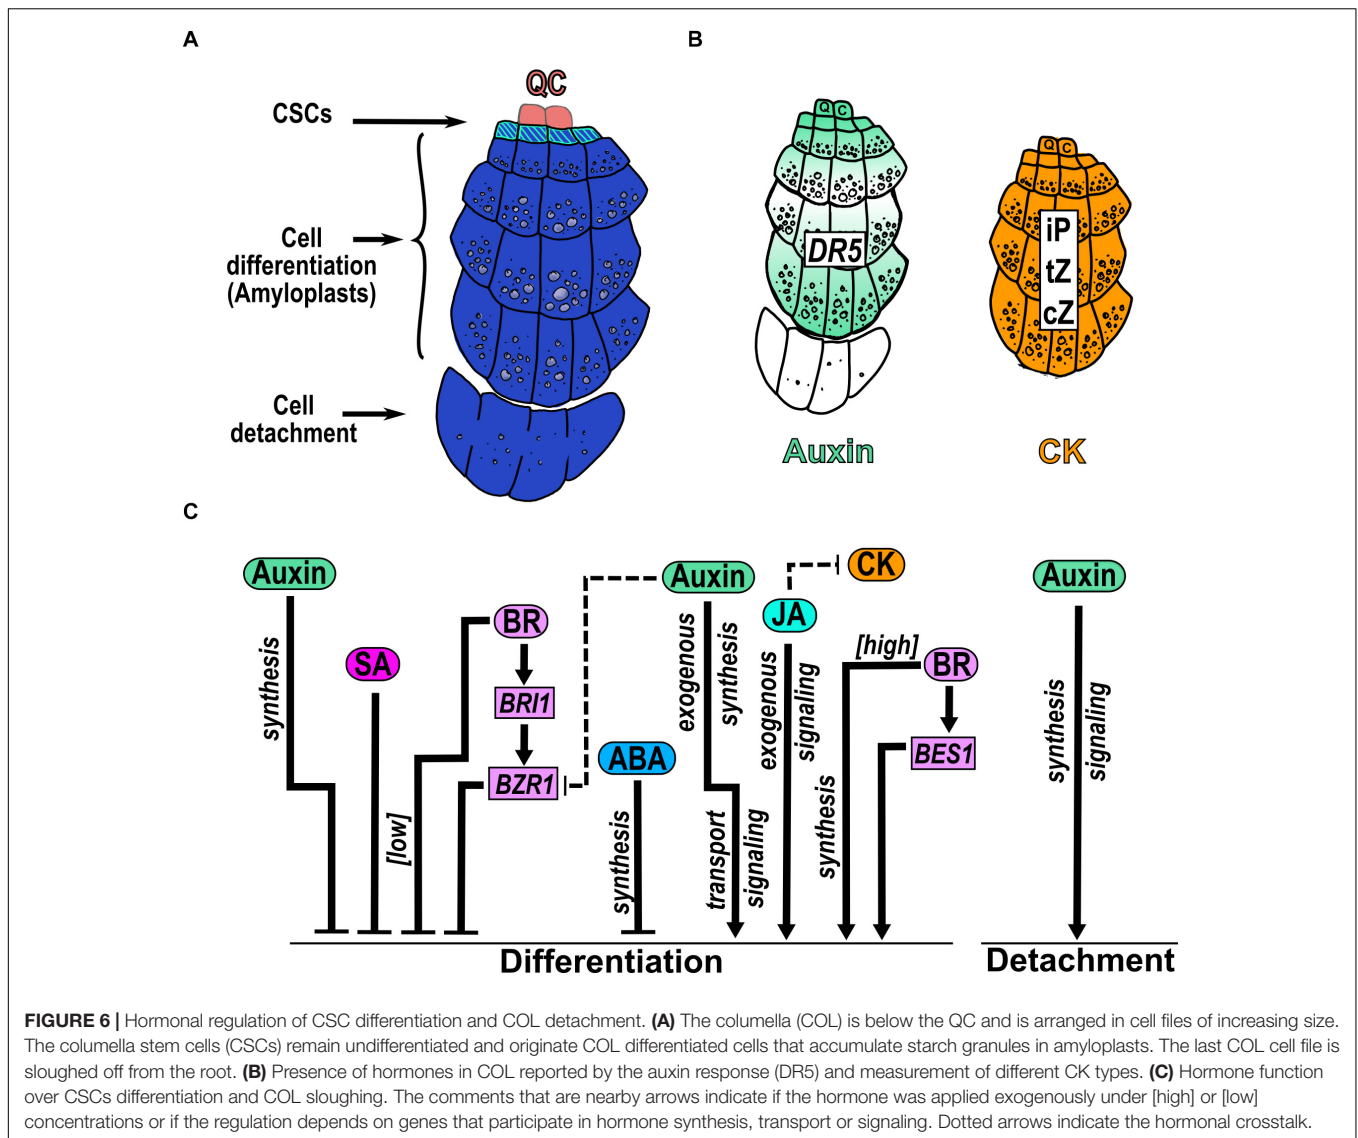 A
B
QC
CSCs
Cell
differentiation
(Amyloplasts)
Cell
detachment
Q C
DR5
Auxin
Q C
iP
tZ
cZ
CK
C
Auxin
synthesis
SA
BR
BRI1
BZR1
[low]
ABA
synthesis
Auxin
exogenous
synthesis
transport
signaling
JA
exogenous
signaling
CK
[high]
BR
BES1
synthesis
Auxin
synthesis
signaling
Differentiation
Detachment
FIGURE 6 | Hormonal regulation of CSC differentiation and COL detachment. (A) The columella (COL) is below the QC and is arranged in cell files of increasing size.
The columella stem cells (CSCs) remain undifferentiated and originate COL differentiated cells that accumulate starch granules in amyloplasts. The last COL cell file is
sloughed off from the root. (B) Presence of hormones in COL reported by the auxin response (DR5) and measurement of different CK types. (C) Hormone function
over CSCs differentiation and COL sloughing. The comments that are nearby arrows indicate if the hormone was applied exogenously under [high] or [low]
concentrations or if the regulation depends on genes that participate in hormone synthesis, transport or signaling. Dotted arrows indicate the hormonal crosstalk.